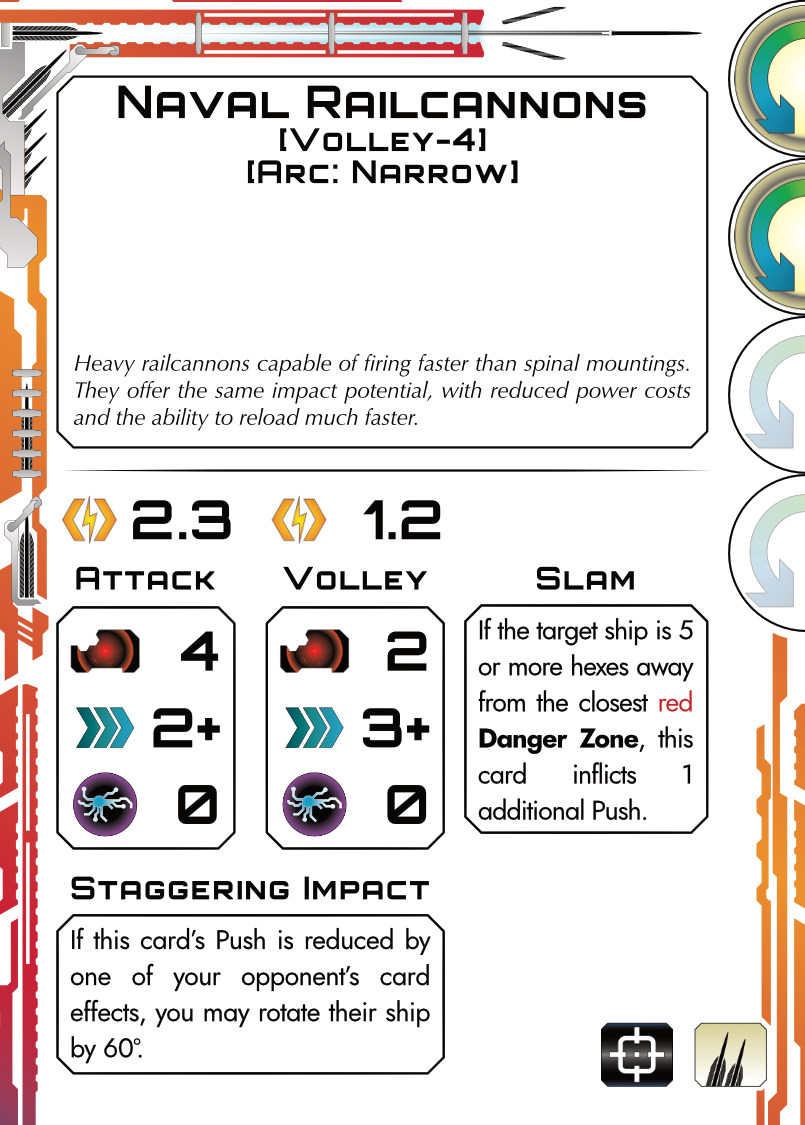 Naval Railcannons
[Volley-4]
[Arc: Narrow]
Heavy railcannons capable of firing faster than spinal mountings.
They offer the same impact potential, with reduced power costs
and the ability to reload much faster.
2.3 1.2
Attack Volley Slam
4 2
2+ 3+
0 0
If the target ship is 5
or more hexes away
from the closest red
Danger Zone, this
card inflicts 1
additional Push.
Staggering Impact
If this card's Push is reduced by
one of your opponent's card
effects, you may rotate their ship
by 60°.